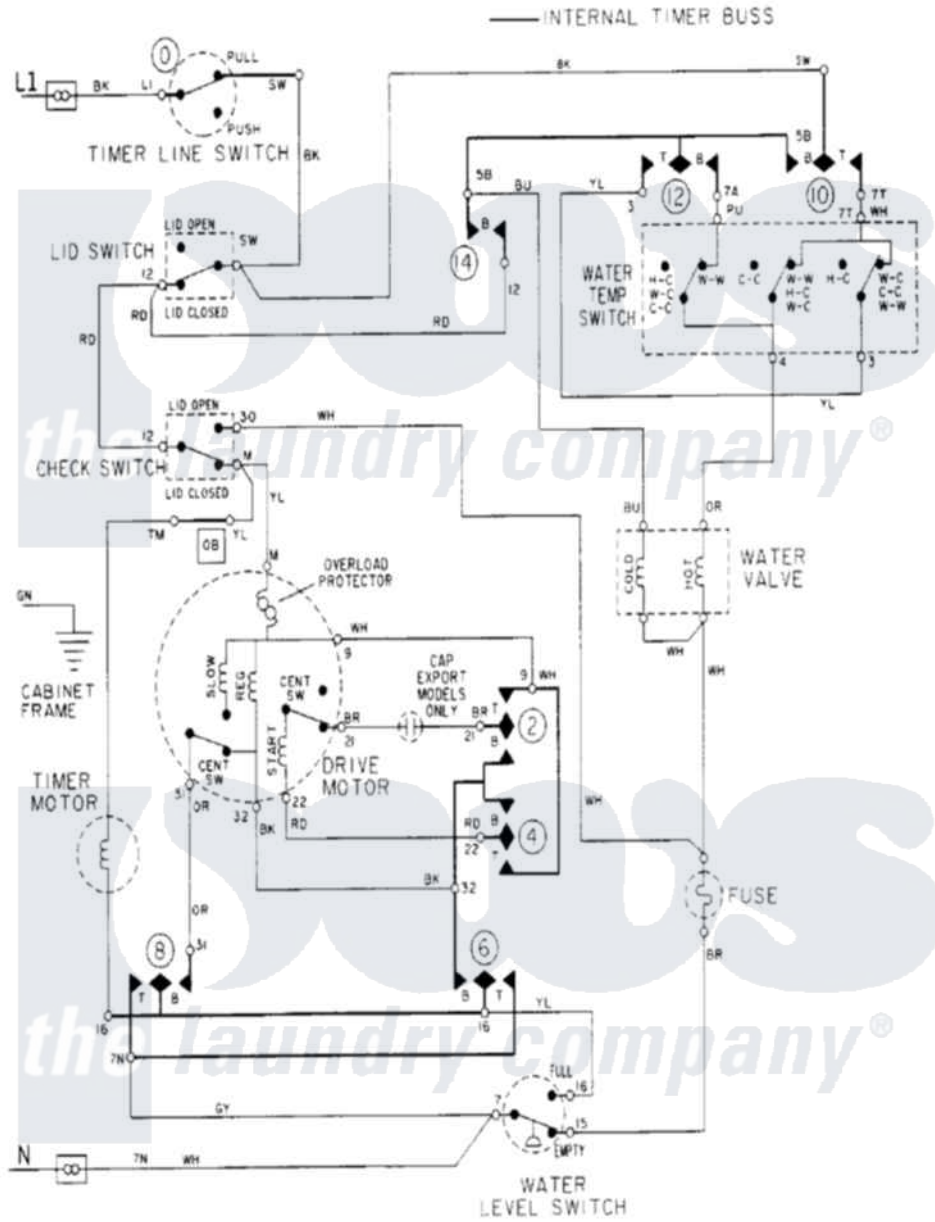 INTERNAL TIMER BUSS
0
PULL
L1
BK
L1
SW
BK
SW
PUSH
TIMER LINE SWITCH
BK
5B
T
B
B
T
5B
BU
YL
3
12
7A
PU
10
7T
7T
WH
LID OPEN
SW
LID SWITCH
B
14
12
12
RD
LID CLOSED
RD
RD
WATER
TEMP
SWITCH
H-C
W-C
C-C
W-W
C-C
W-W
H-C
W-C
H-C
W-C
C-C
W-W
4
3
YL
LID OPEN
30
WH
12
CHECK SWITCH
M
LID CLOSED
YL
the laundry company®
TM
0B
YL
BU
OR
M
OVERLOAD
PROTECTOR
COLD
HOT
WATER
VALVE
GN
WH
9
WH
WH
CABINET
FRAME
SLOW
REG
CENT
SW
CAP
EXPORT
MODELS
ONLY
9
WH
BR
21
BR
21
T
2
B
START
CENT
SW
DRIVE
MOTOR
TIMER
MOTOR
31
OR
32
BK
22
RD
RD
22
B
4
T
WH
BK
32
FUSE
OR
31
8
6
BR
T
B
B
T
YL
16
16
7N
the laundry company®
FULL
16
GY
7
15
EMPTY
N
7N
WH
WATER
LEVEL SWITCH